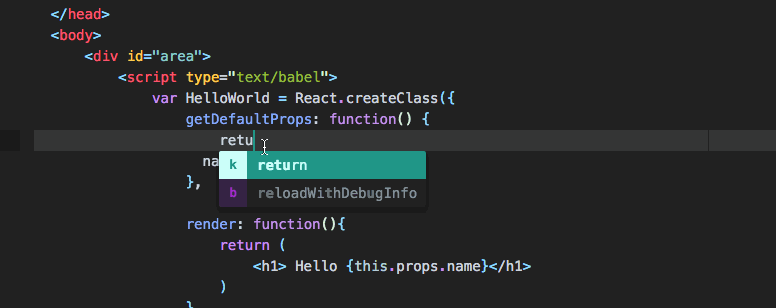 </head>
<body>
<div id="area">
<script type="text/babel">
var HelloWorld = React.createClass({
getDefaultProps: function() {
retu
k return
na
b reloadWithDebugInfo
},
render: function(){
return (
<h1> Hello {this.props.name}</h1>
)
}